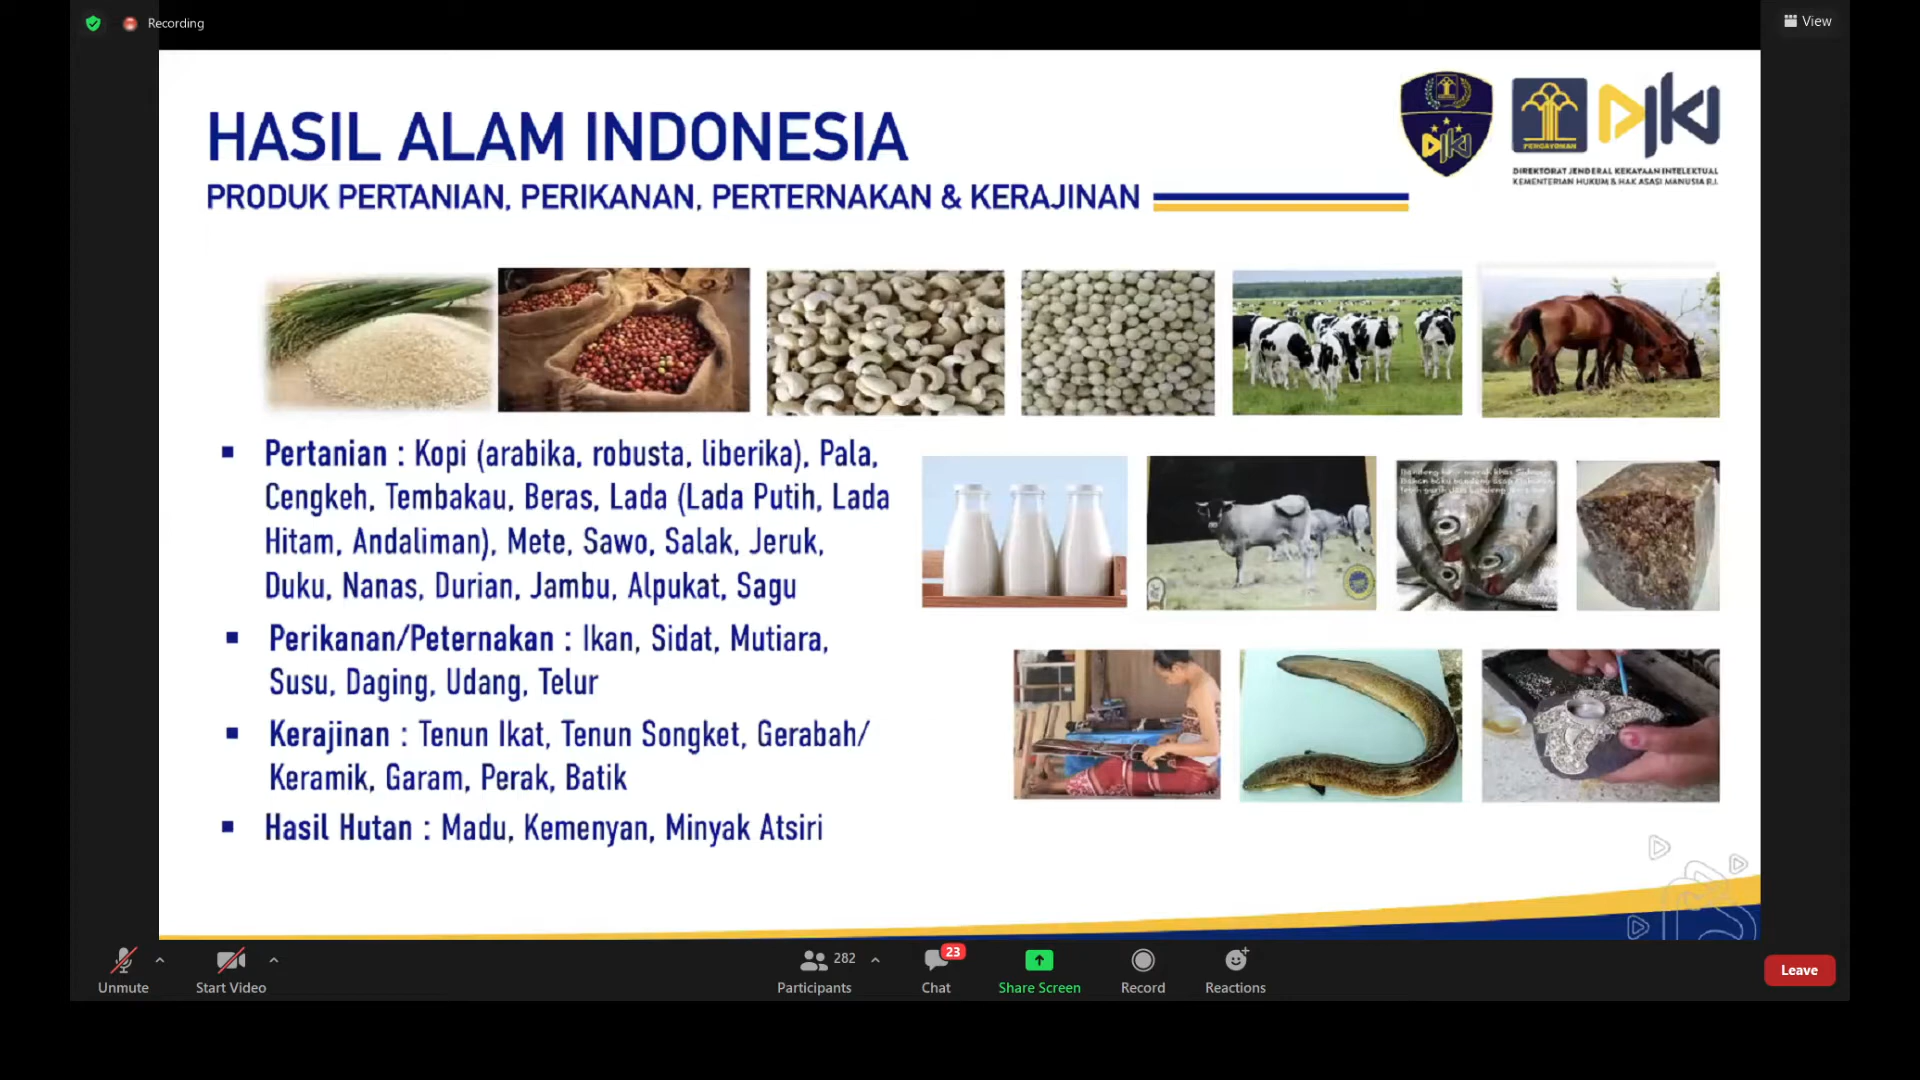 Recording
View
HASIL ALAM INDONESIA
PRODUK PERTANIAN, PERIKANAN, PERTERNAKAN & KERAJINAN
PENGAYOMAN
DJKI
DIREKTORAT JENDERAL KEKAYAAN INTELEKTUAL
KEMENTERIAN HUKUM & HAK ASASI MANUSIA R.I.
▪ Pertanian : Kopi (arabika, robusta, liberika), Pala,
Cengkeh, Tembakau, Beras, Lada (Lada Putih, Lada
Hitam, Andaliman), Mete, Sawo, Salak, Jeruk,
Duku, Nanas, Durian, Jambu, Alpukat, Sagu
▪ Perikanan/Peternakan : Ikan, Sidat, Mutiara,
Susu, Daging, Udang, Telur
▪ Kerajinan : Tenun Ikat, Tenun Songket, Gerabah/
Keramik, Garam, Perak, Batik
▪ Hasil Hutan : Madu, Kemenyan, Minyak Atsiri
Unmute
Start Video
282
Participants
23
Chat
Share Screen
Record
Reactions
Leave